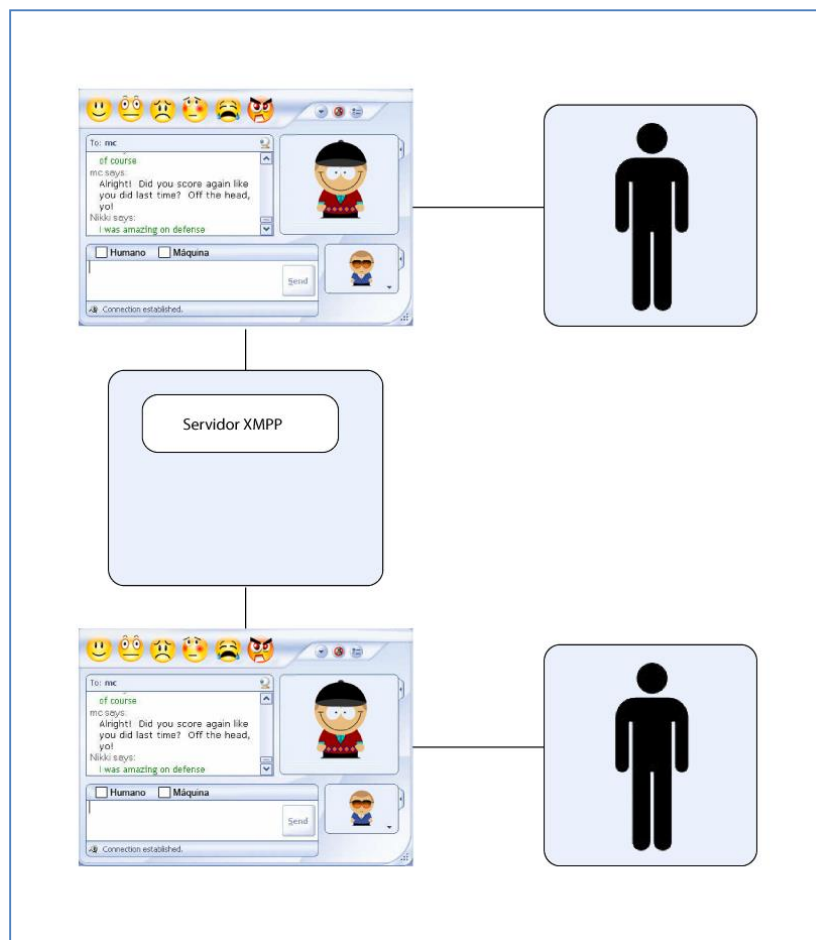 To: mc
of course
mc says:
Alright! Did you score again like
you did last time? Off the head,
yo!
Nikki says:
i was amazing on defense
Humano Máquina
Send
Connection established.
Servidor XMPP
To: mc
of course
mc says:
Alright! Did you score again like
you did last time? Off the head,
yo!
Nikki says:
i was amazing on defense
Humano Máquina
Send
Connection established.